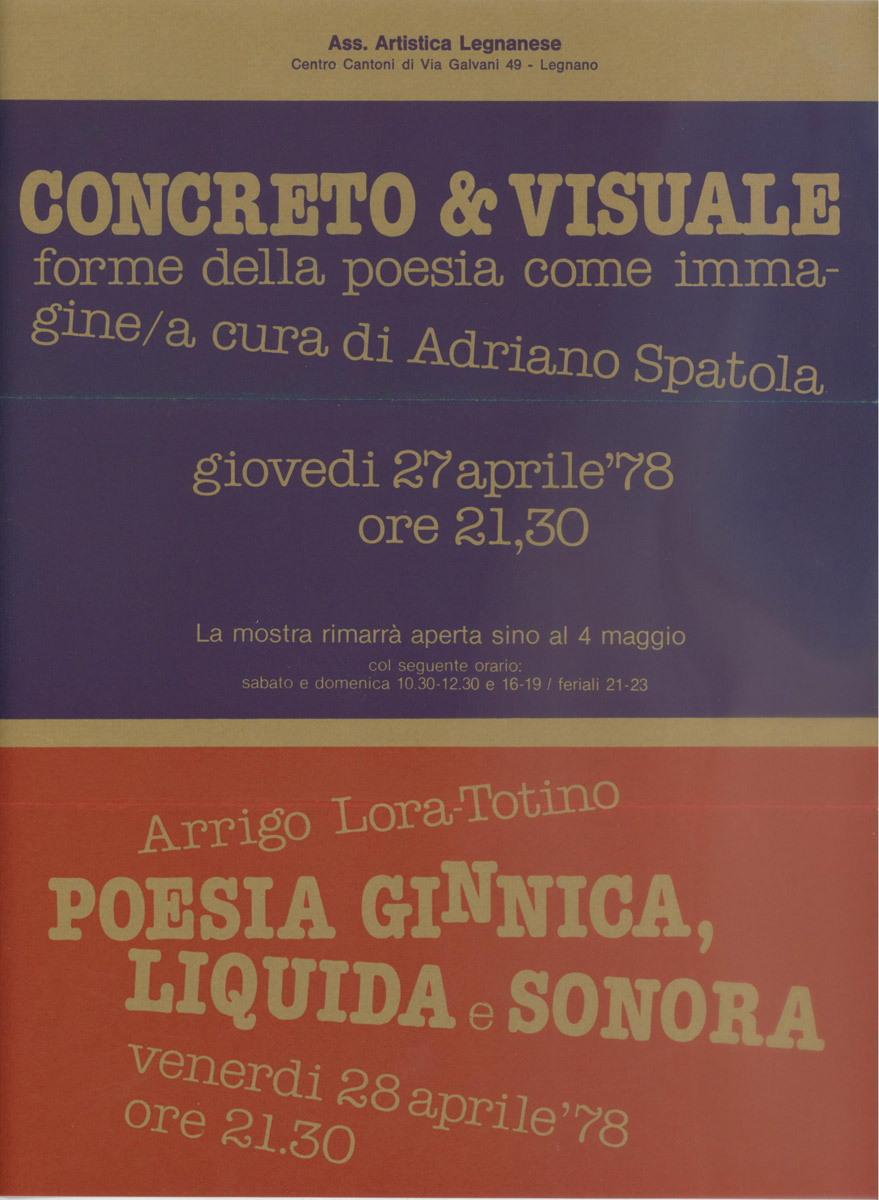 Ass. Artistica Legnanese
Centro Cantoni di Via Galvani 49 - Legnano
CONCRETO & VISUALE
forme della poesia come imma-
gine/a cura di Adriano Spatola
giovedi 27 aprile '78
ore 21,30
La mostra rimarrà aperta sino al 4 maggio
col seguente orario:
sabato e domenica 10.30-12.30 e 16-19 / feriali 21-23
Arrigo Lora-Totino
POESIA GINNICA,
LIQUIDA e SONORA
venerdi 28 aprile '78
ore 21.30